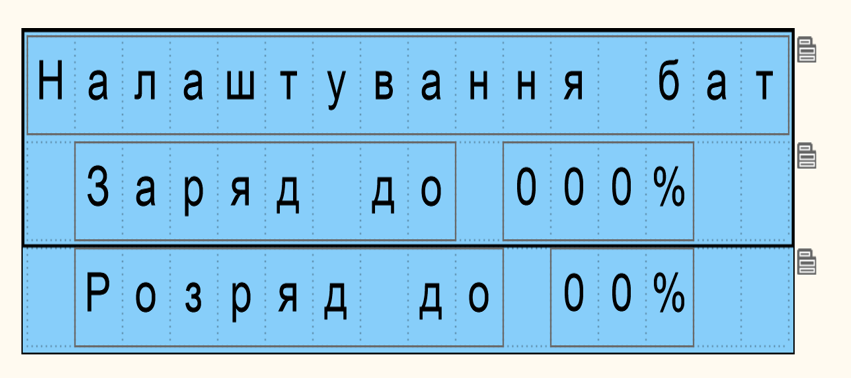 Налаштування бат
Заряд до 000%
Розряд до 00%